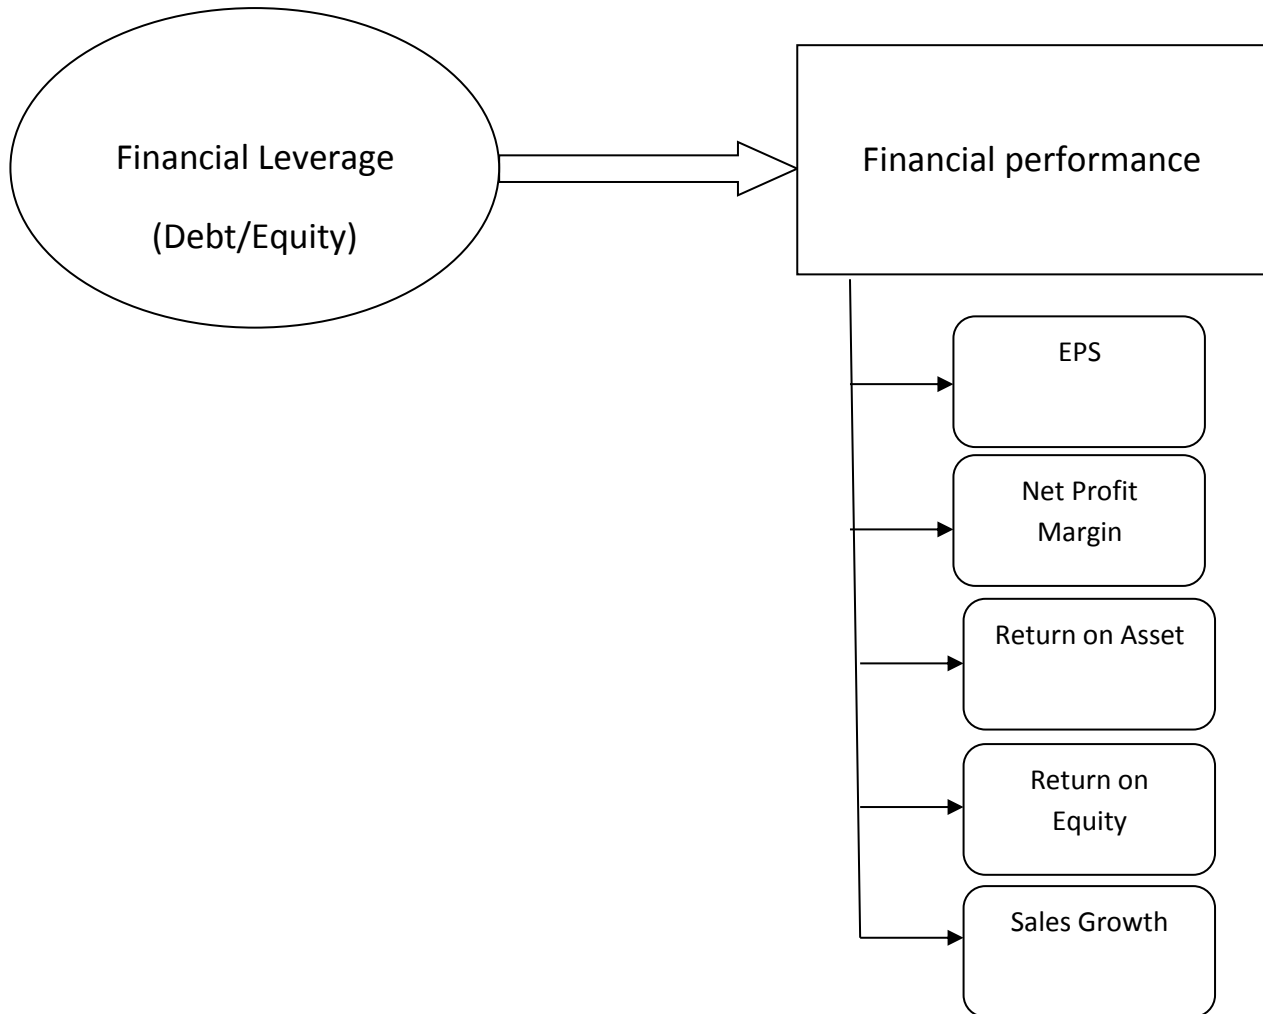 Financial Leverage
(Debt/Equity)
Financial performance
EPS
Net Profit
Margin
Return on Asset
Return on
Equity
Sales Growth